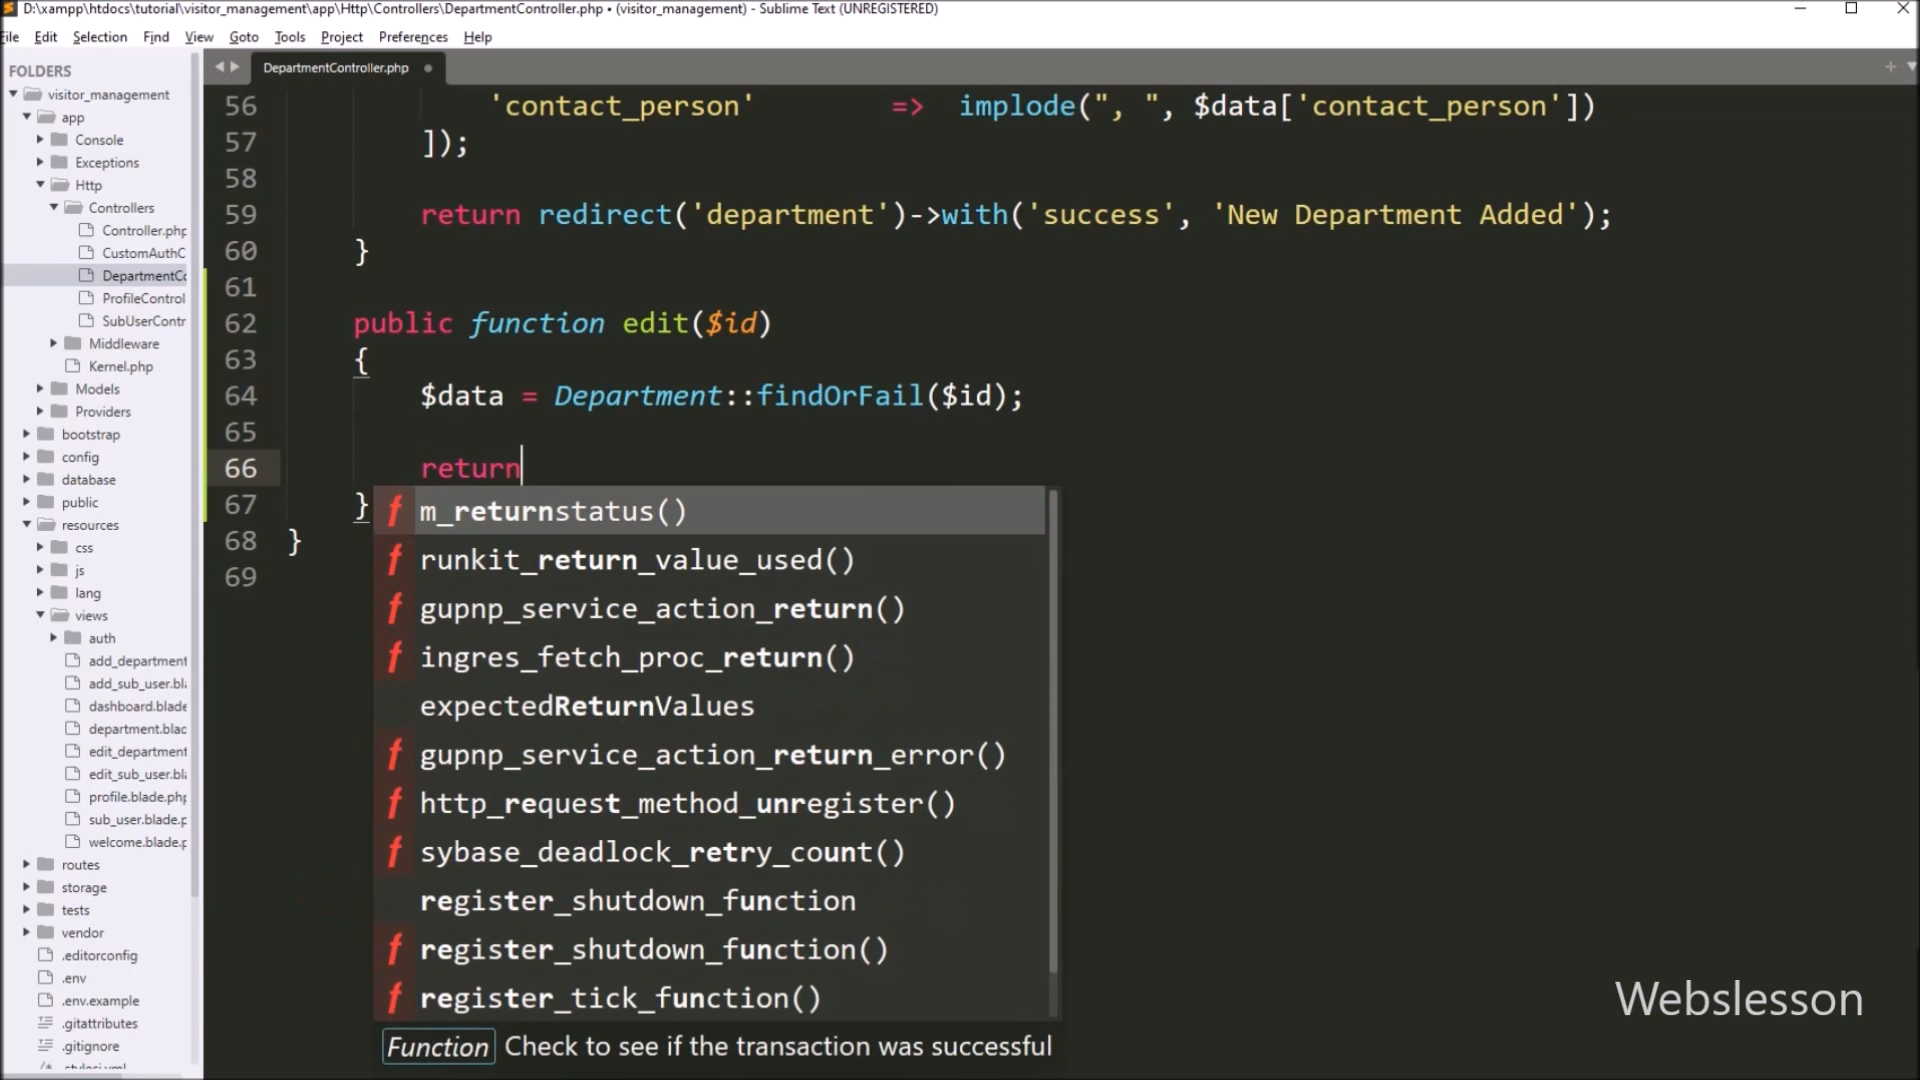 D:\xampp\htdocs\tutorial\visitor_management\app\Http\Controllers\DepartmentController.php • (visitor_management) - Sublime Text (UNREGISTERED)
ile Edit Selection Find View Goto Tools Project Preferences Help
FOLDERS
visitor_management
app
Console
Exceptions
Http
Controllers
Controller.php
CustomAuthC
DepartmentCo
ProfileControl
SubUserContr
Middleware
Kernel.php
Models
Providers
bootstrap
config
database
public
resources
css
js
lang
views
auth
add_department
add_sub_user.bla
dashboard.blade
department.blac
edit_department
edit_sub_user.bla
profile.blade.php
sub_user.blade.p
welcome.blade.p
routes
storage
tests
vendor
.editorconfig
.env
.env.example
.gitattributes
.gitignore
DepartmentController.php
56 'contact_person' => implode(", ", $data['contact_person'])
57 ]);
58
59 return redirect('department')->with('success', 'New Department Added');
60 }
61
62 public function edit($id)
63 {
64 $data = Department::findOrFail($id);
65
66 return
67 }
68 }
69
f m_returnstatus()
f runkit_return_value_used()
f gupnp_service_action_return()
f ingres_fetch_proc_return()
expectedReturnValues
f gupnp_service_action_return_error()
f http_request_method_unregister()
f sybase_deadlock_retry_count()
register_shutdown_function
f register_shutdown_function()
f register_tick_function()
Function Check to see if the transaction was successful
Webslesson